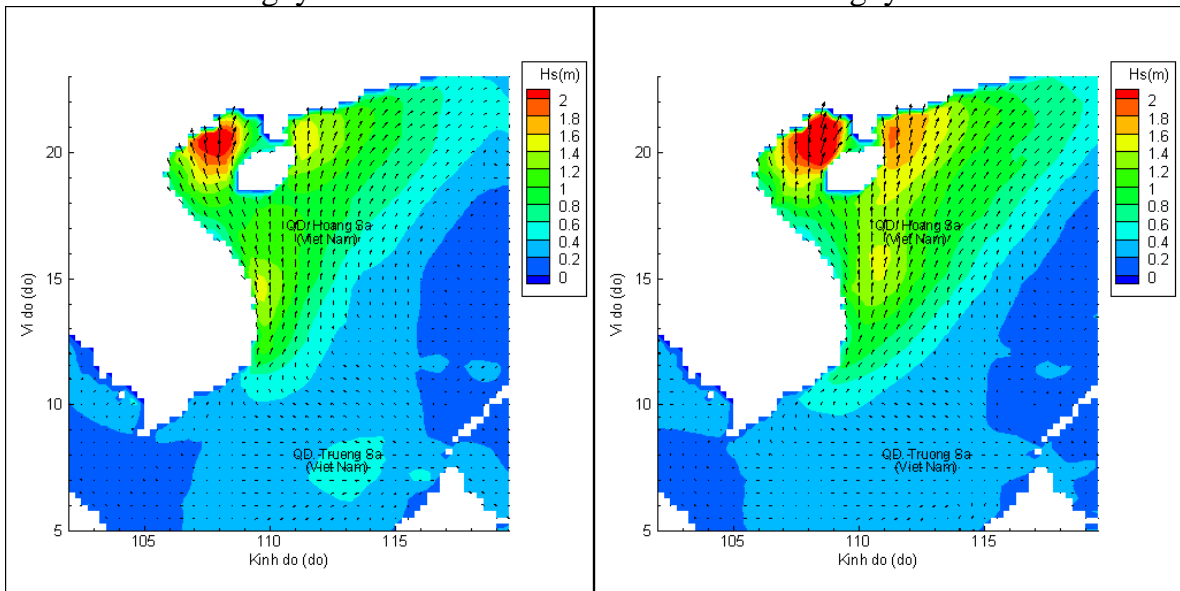 Hs(m)
2
1.8
1.6
1.4
1.2
1
0.8
0.6
0.4
0.2
0
20
15
10
5
Vi do (do)
QD. Hoang Sa
(Viet Nam)
QD. Truong Sa
(Viet Nam)
105
110
115
Kinh do (do)
Hs(m)
2
1.8
1.6
1.4
1.2
1
0.8
0.6
0.4
0.2
0
20
15
10
5
Vi do (do)
QD. Hoang Sa
(Viet Nam)
QD. Truong Sa
(Viet Nam)
105
110
115
Kinh do (do)